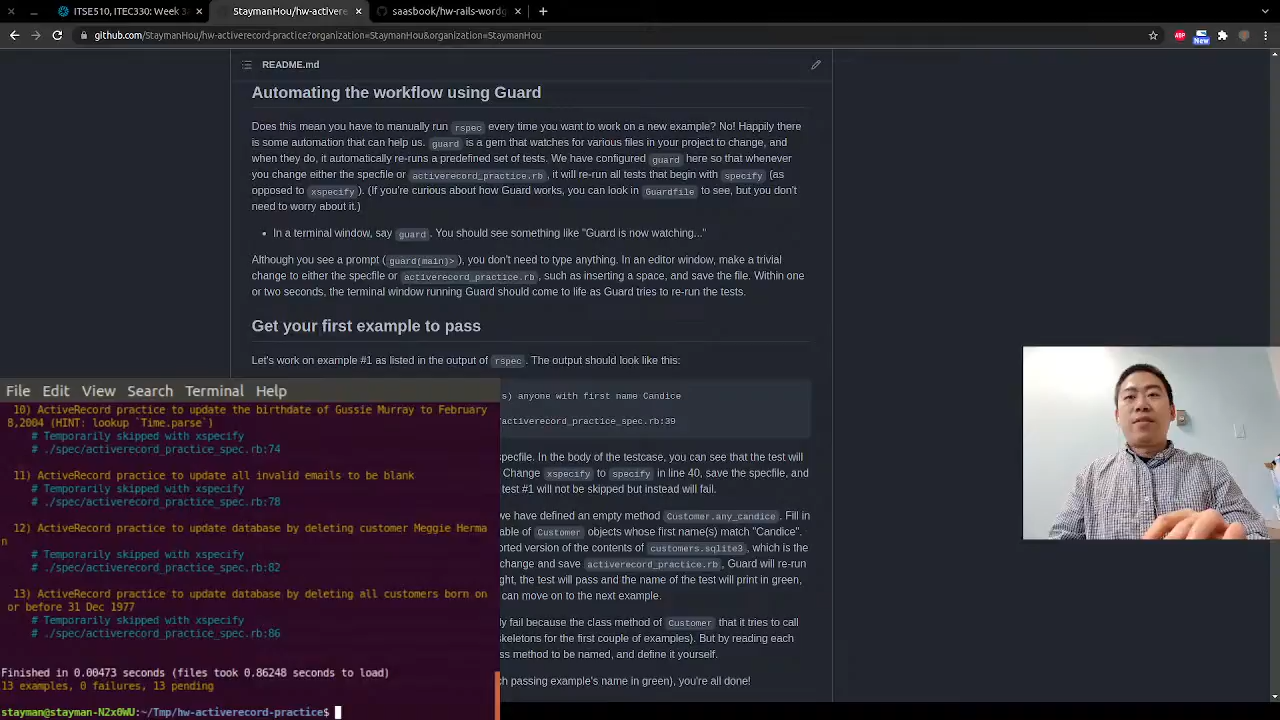 ITSE510, ITEC330: Week 3
StaymanHou/hw-activere
saasbook/hw-rails-wordg
github.com/StaymanHou/hw-activerecord-practice?organization=StaymanHou&organization=StaymanHou
ABP
New
README.md
Automating the workflow using Guard
Does this mean you have to manually run rspec every time you want to work on a new example? No! Happily there
is some automation that can help us. guard is a gem that watches for various files in your project to change, and
when they do, it automatically re-runs a predefined set of tests. We have configured guard here so that whenever
you change either the specfile or activerecord_practice.rb, it will re-run all tests that begin with specify (as
opposed to xspecify). (If you're curious about how Guard works, you can look in Guardfile to see, but you don't
need to worry about it.)
• In a terminal window, say guard. You should see something like "Guard is now watching..."
Although you see a prompt (guard(main)>), you don't need to type anything. In an editor window, make a trivial
change to either the specfile or activerecord_practice.rb, such as inserting a space, and save the file. Within one
or two seconds, the terminal window running Guard should come to life as Guard tries to re-run the tests.
Get your first example to pass
Let's work on example #1 as listed in the output of rspec. The output should look like this:
s) anyone with first name Candice
activerecord_practice_spec.rb:39
specfile. In the body of the testcase, you can see that the test will
Change xspecify to specify in line 40, save the specfile, and
test #1 will not be skipped but instead will fail.
we have defined an empty method Customer.any_candice. Fill in
able of Customer objects whose first name(s) match "Candice".
orted version of the contents of customers.sqlite3, which is the
change and save activerecord_practice.rb, Guard will re-run
ght, the test will pass and the name of the test will print in green,
can move on to the next example.
y fail because the class method of Customer that it tries to call
skeletons for the first couple of examples). But by reading each
ss method to be named, and define it yourself.
ch passing example's name in green), you're all done!
File Edit View Search Terminal Help
10) ActiveRecord practice to update the birthdate of Gussie Murray to February
8,2004 (HINT: lookup `Time.parse`)
# Temporarily skipped with xspecify
# ./spec/activerecord_practice_spec.rb:74
11) ActiveRecord practice to update all invalid emails to be blank
# Temporarily skipped with xspecify
# ./spec/activerecord_practice_spec.rb:78
12) ActiveRecord practice to update database by deleting customer Meggie Herma
n
# Temporarily skipped with xspecify
# ./spec/activerecord_practice_spec.rb:82
13) ActiveRecord practice to update database by deleting all customers born on
or before 31 Dec 1977
# Temporarily skipped with xspecify
# ./spec/activerecord_practice_spec.rb:86
Finished in 0.00473 seconds (files took 0.86248 seconds to load)
13 examples, 0 failures, 13 pending
stayman@stayman-N2x0WU:~/Tmp/hw-activerecord-practice$